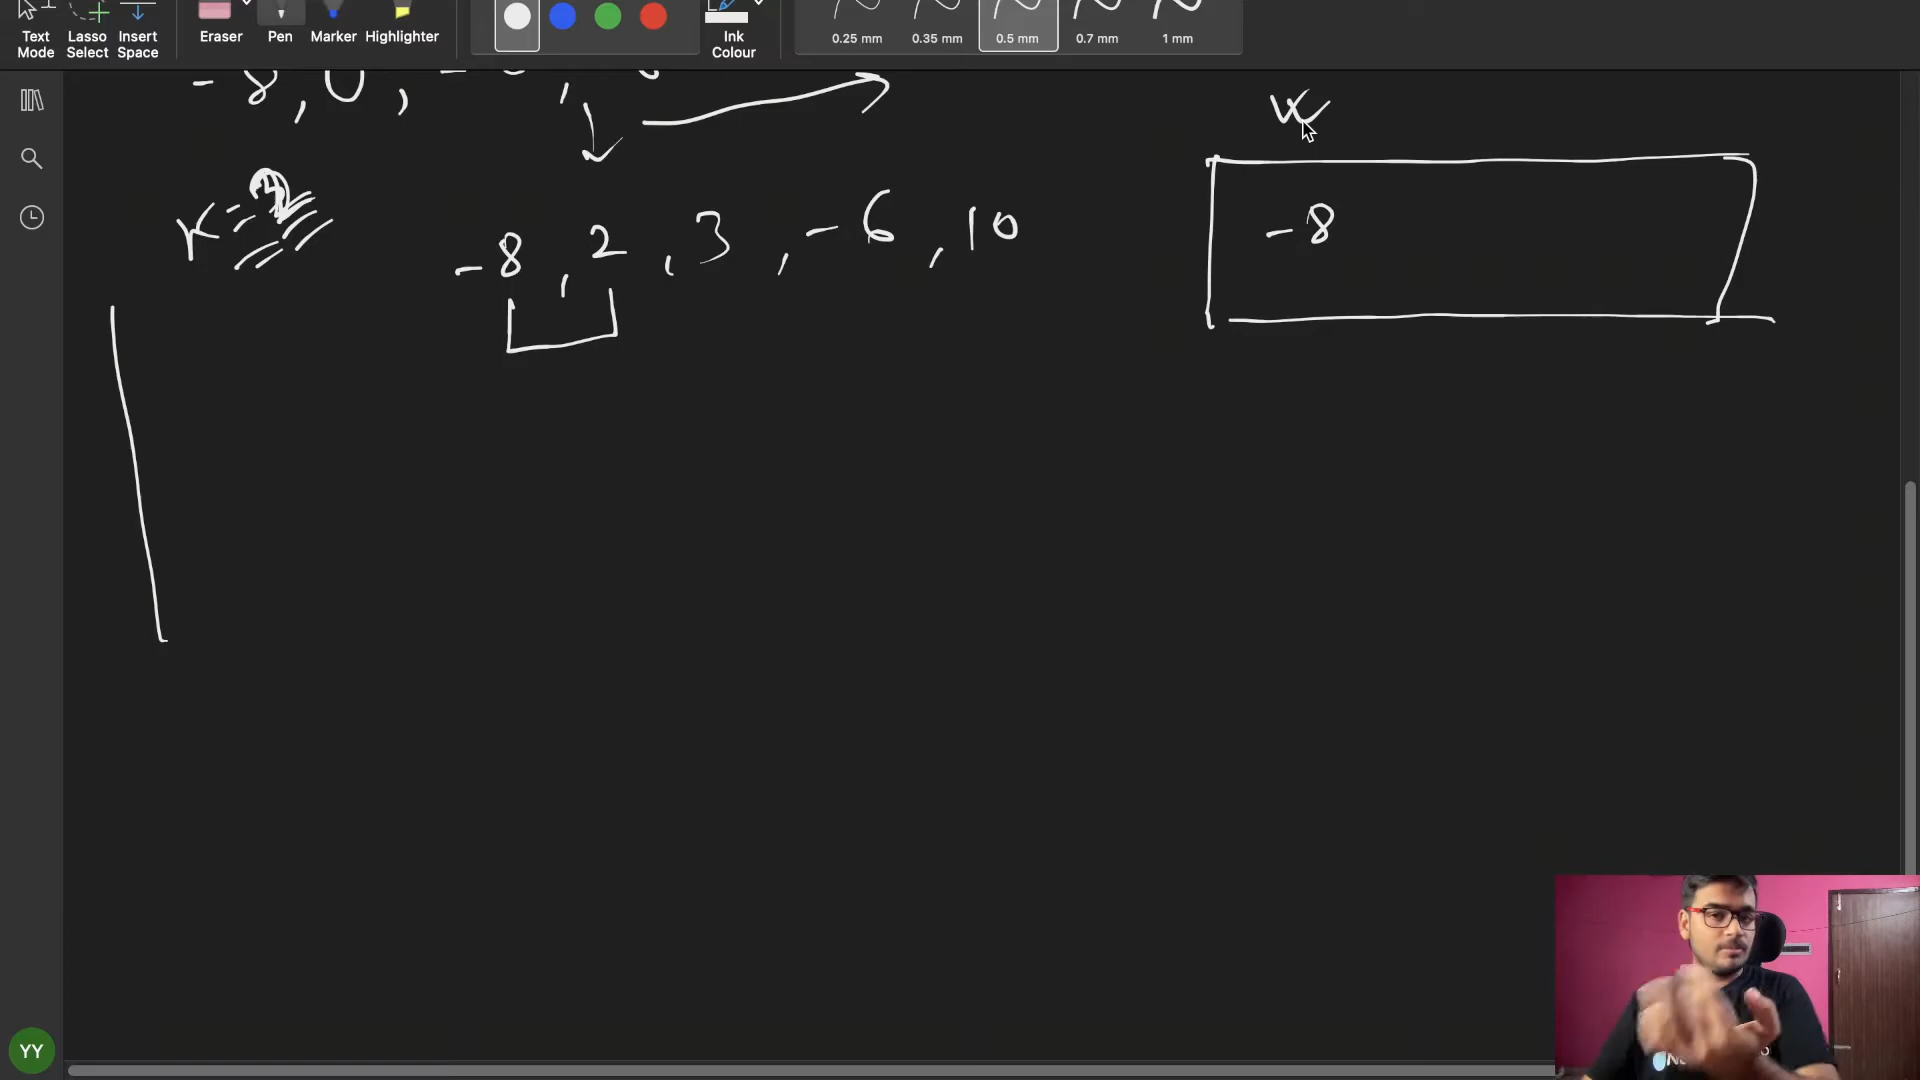 Text Mode
Lasso Select
Insert Space
Eraser
Pen
Marker
Highlighter
Ink Colour
0.25 mm
0.35 mm
0.5 mm
0.7 mm
1 mm
- 8 , 0 , -
K =
-8 , 2 , 3 , -6 , 10
-8
YY